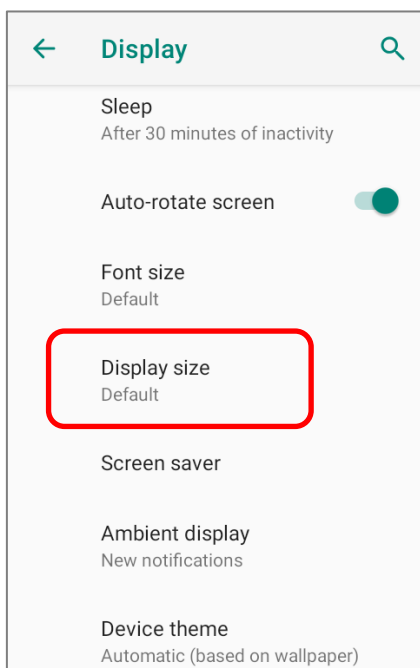 Display
Sleep
After 30 minutes of inactivity
Auto-rotate screen
Font size
Default
Display size
Default
Screen saver
Ambient display
New notifications
Device theme
Automatic (based on wallpaper)